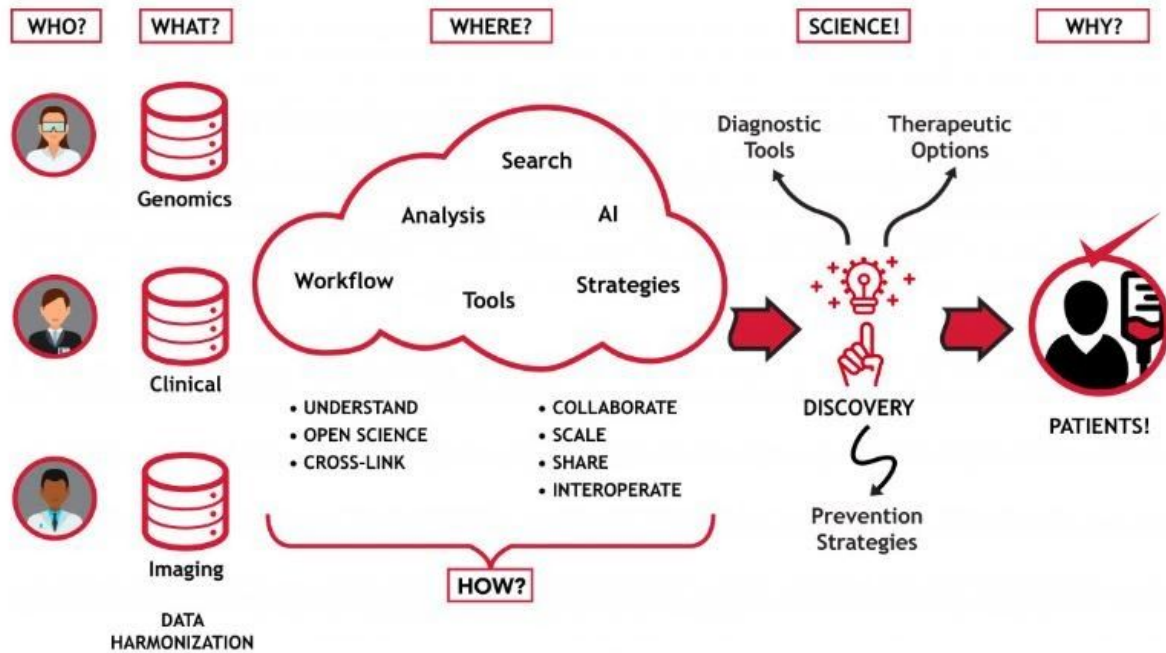 WHO?
WHAT?
WHERE?
SCIENCE!
WHY?
Genomics
Clinical
Imaging
DATA
HARMONIZATION
Search
Analysis
AI
Workflow
Tools
Strategies
• UNDERSTAND
• OPEN SCIENCE
• CROSS-LINK
• COLLABORATE
• SCALE
• SHARE
• INTEROPERATE
HOW?
Diagnostic
Tools
Therapeutic
Options
DISCOVERY
Prevention
Strategies
PATIENTS!